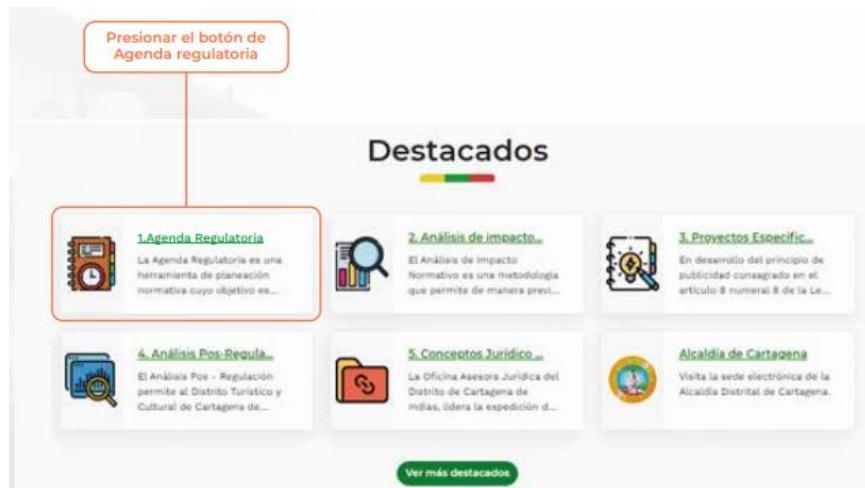 Presionar el botón de
Agenda regulatoria
Destacados
1.Agenda Regulatoria
La Agenda Regulatoria es una
herramienta de planeación
normativa cuyo objetivo es...
2. Análisis de impacto...
El Análisis de Impacto
Normativo es una metodología
que permite de manera previ...
3. Proyectos Específic...
En desarrollo del principio de
publicidad consagrado en el
artículo 8 numeral 8 de la Le...
4. Análisis Pos-Regula...
El Análisis Pos - Regulación
permite al Distrito Turístico y
Cultural de Cartagena de...
5. Conceptos Jurídico ...
La Oficina Asesora Jurídica del
Distrito de Cartagena de
Indias, lidera la expedición d...
Alcaldía de Cartagena
Visita la sede electrónica de la
Alcaldía Distrital de Cartagena.
Ver más destacados